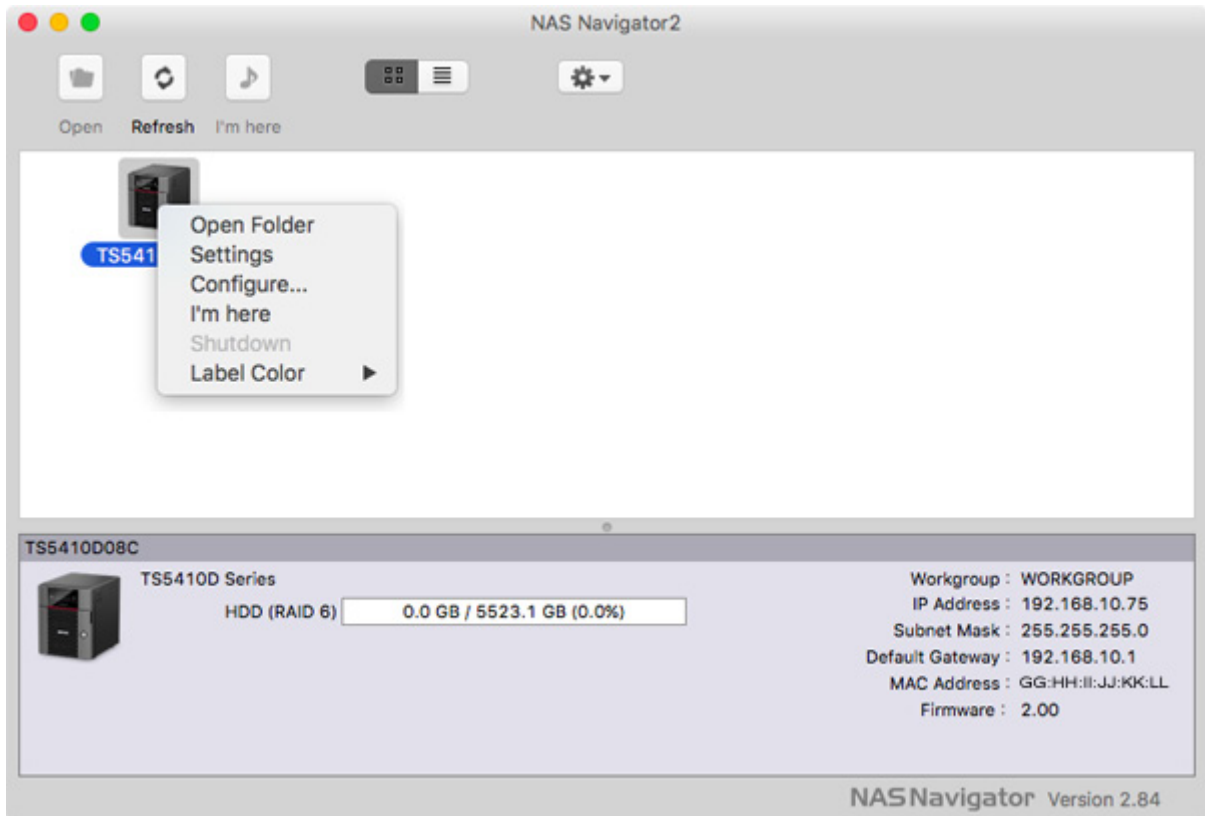 NAS Navigator2
Open Refresh I'm here
TS541
Open Folder
Settings
Configure...
I'm here
Shutdown
Label Color
TS5410D08C
TS5410D Series
HDD (RAID 6) 0.0 GB / 5523.1 GB (0.0%)
Workgroup : WORKGROUP
IP Address : 192.168.10.75
Subnet Mask : 255.255.255.0
Default Gateway : 192.168.10.1
MAC Address : GG:HH:II:JJ:KK:LL
Firmware : 2.00
NASNavigator Version 2.84